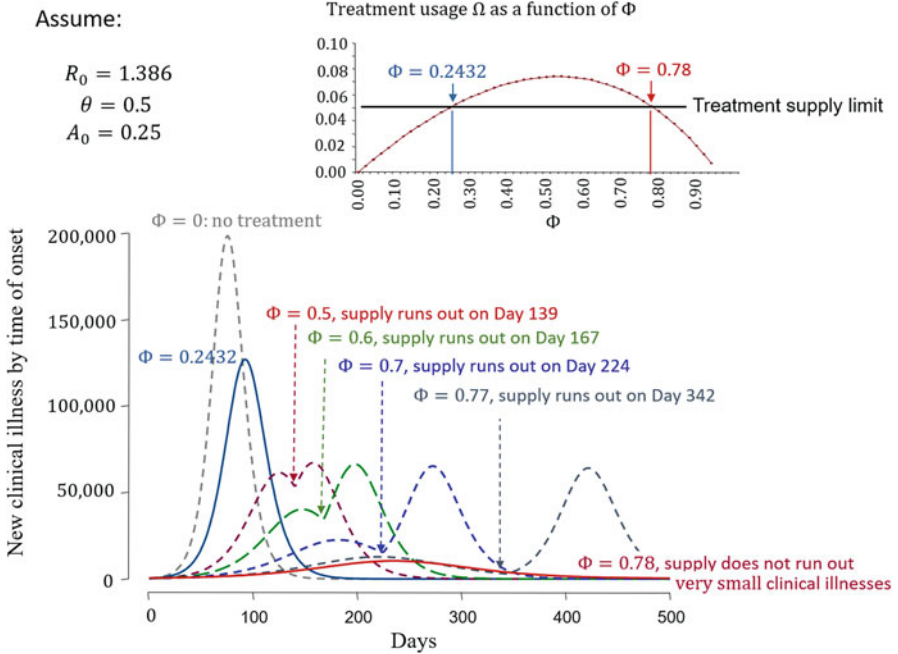 Assume:
R₀ = 1.386
θ = 0.5
A₀ = 0.25
Treatment usage Ω as a function of Φ
0.10
0.08
0.06
0.04
0.02
0.00
Φ = 0.2432
Φ = 0.78
Treatment supply limit
0.00 0.10 0.20 0.30 0.40 0.50 0.60 0.70 0.80 0.90
Φ
New clinical illness by time of onset
200,000
150,000
100,000
50,000
0
Φ = 0: no treatment
Φ = 0.5, supply runs out on Day 139
Φ = 0.6, supply runs out on Day 167
Φ = 0.2432
Φ = 0.7, supply runs out on Day 224
Φ = 0.77, supply runs out on Day 342
Φ = 0.78, supply does not run out
very small clinical illnesses
0 100 200 300 400 500
Days